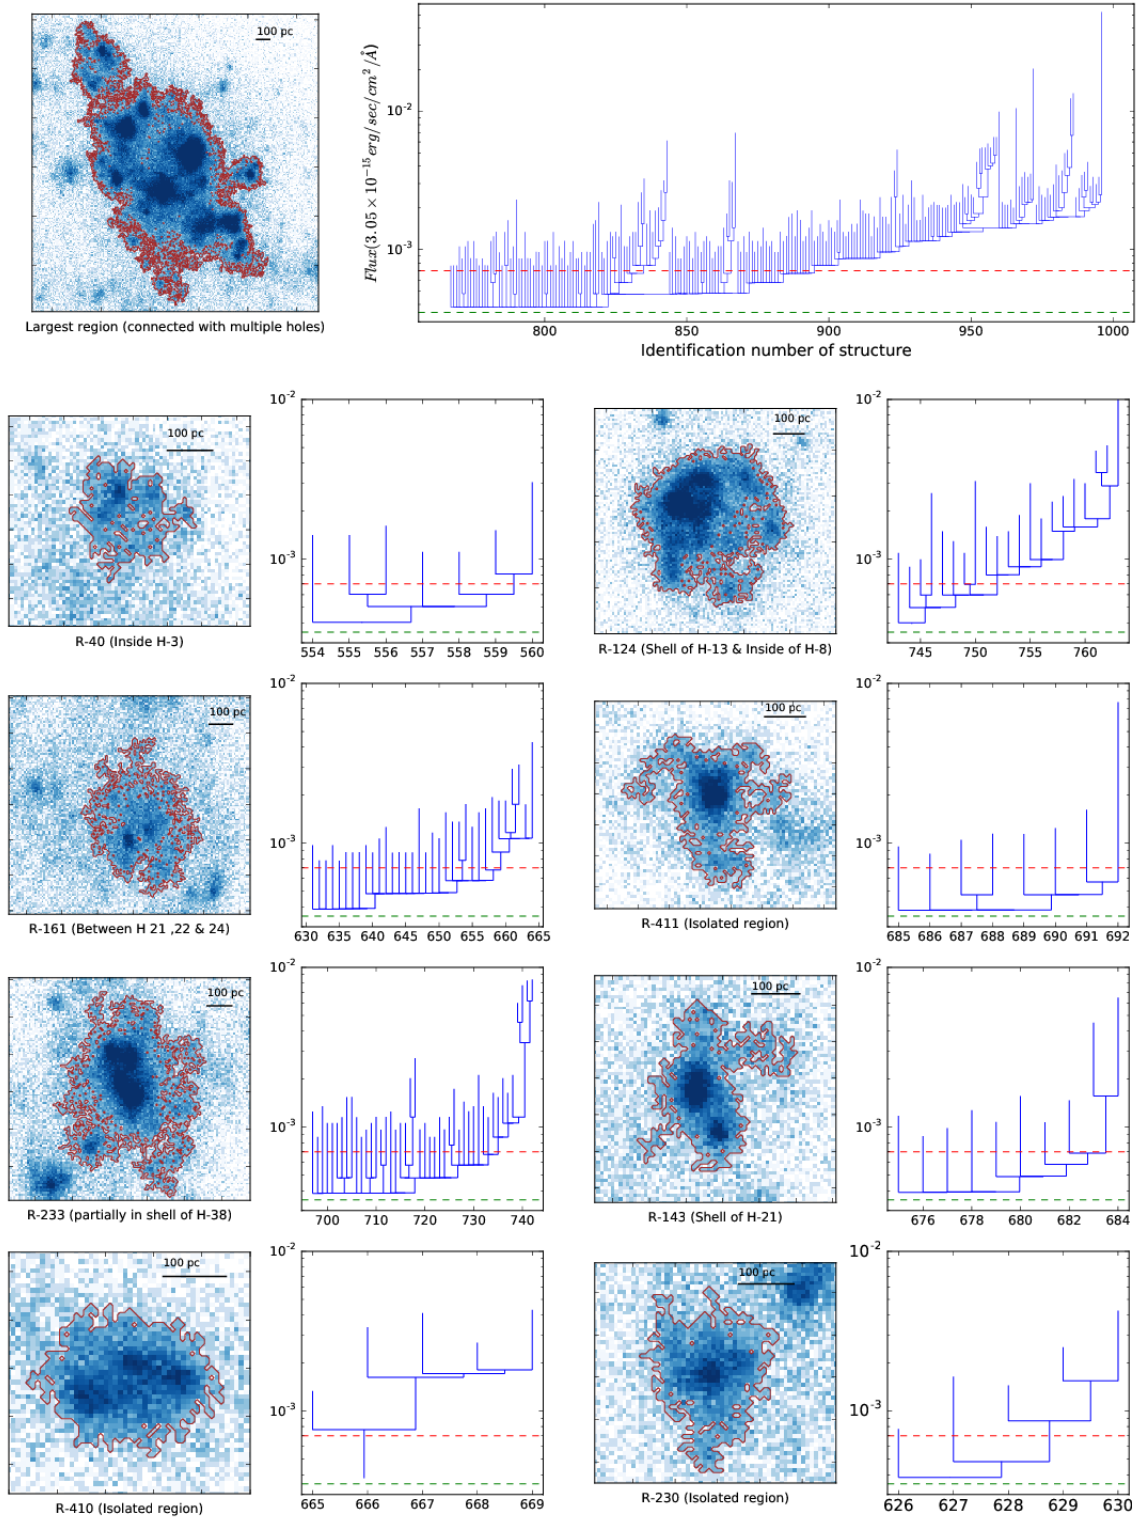 100 pc
Largest region (connected with multiple holes)
Flux(3.05 × 10⁻¹⁵ erg/sec/cm²/Å)
10⁻²
10⁻³
800 850 900 950 1000
Identification number of structure
100 pc
R-40 (Inside H-3)
10⁻²
10⁻³
554 555 556 557 558 559 560
100 pc
R-124 (Shell of H-13 & Inside of H-8)
10⁻²
10⁻³
745 750 755 760
100 pc
R-161 (Between H 21 ,22 & 24)
10⁻²
10⁻³
630 635 640 645 650 655 660 665
100 pc
R-411 (Isolated region)
10⁻²
10⁻³
685 686 687 688 689 690 691 692
100 pc
R-233 (partially in shell of H-38)
10⁻²
10⁻³
700 710 720 730 740
100 pc
R-143 (Shell of H-21)
10⁻²
10⁻³
676 678 680 682 684
100 pc
R-410 (Isolated region)
10⁻²
10⁻³
665 666 667 668 669
100 pc
R-230 (Isolated region)
10⁻²
10⁻³
626 627 628 629 630